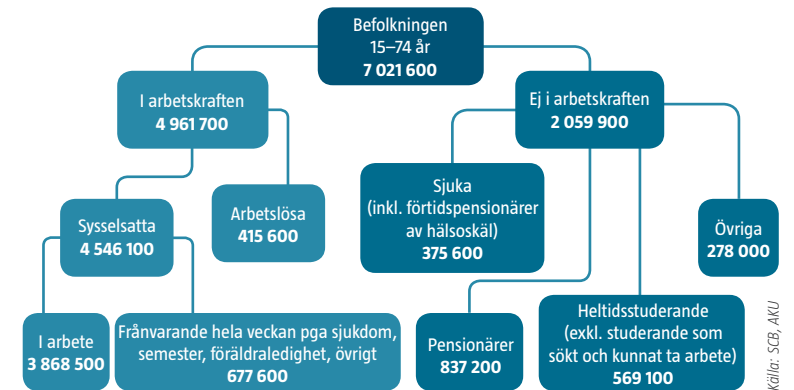 Befolkningen
15–74 år
7 021 600
I arbetskraften
4 961 700
Ej i arbetskraften
2 059 900
Sysselsatta
4 546 100
Arbetslösa
415 600
Sjuka
(inkl. förtidspensionärer
av hälsoskäl)
375 600
Övriga
278 000
I arbete
3 868 500
Frånvarande hela veckan pga sjukdom,
semester, föräldraledighet, övrigt
677 600
Pensionärer
837 200
Heltidsstuderande
(exkl. studerande som
sökt och kunnat ta arbete)
569 100
Källa: SCB, AKU